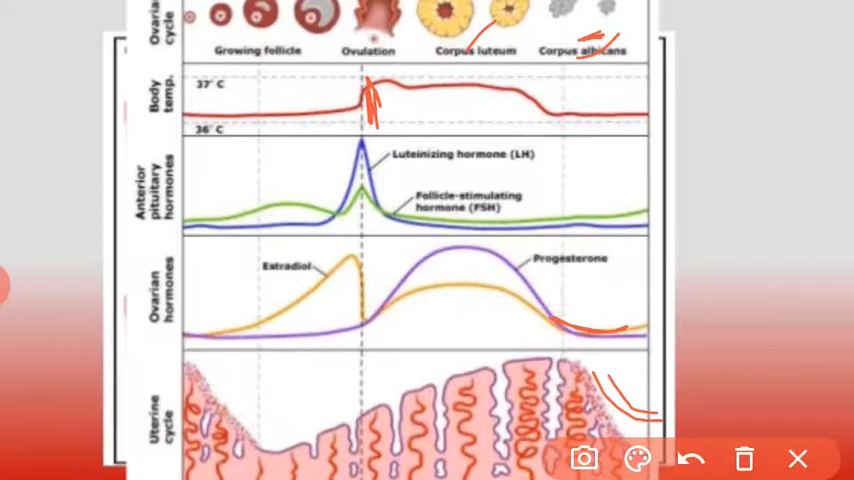 Ovarian
cycle
Growing follicle Ovulation Corpus luteum Corpus albicans
Body
temp.
37° C
36° C
Anterior
pituitary
hormones
Luteinizing hormone (LH)
Follicle-stimulating
hormone (FSH)
Ovarian
hormones
Estradiol
Progesterone
Uterine
cycle